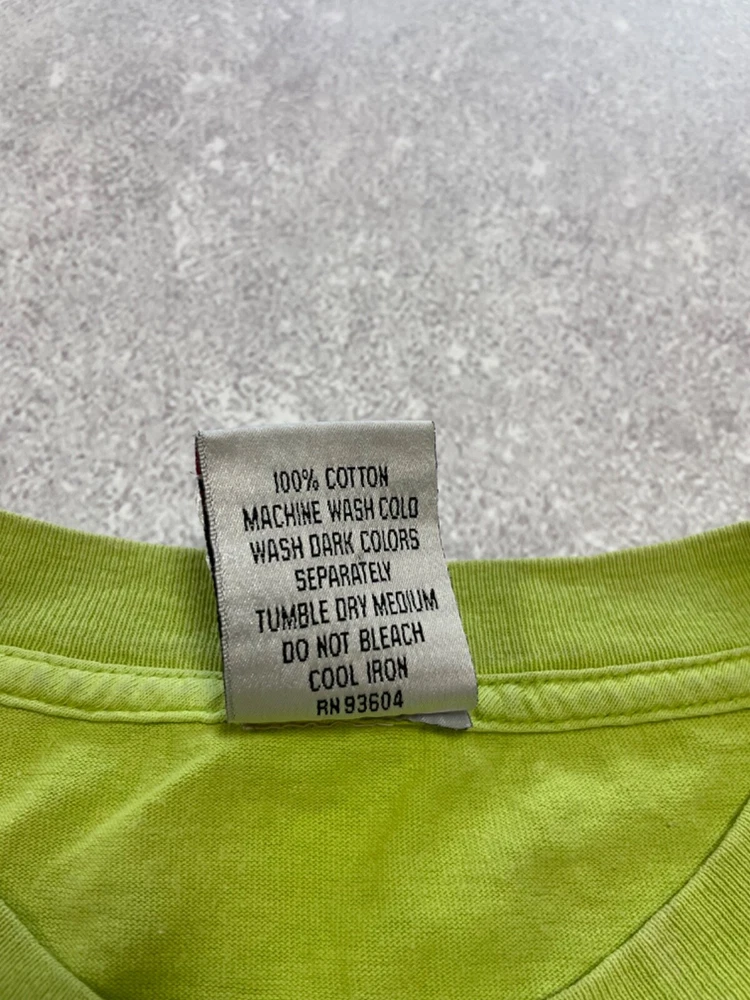 100% COTTON
MACHINE WASH COLD
WASH DARK COLORS
SEPARATELY
TUMBLE DRY MEDIUM
DO NOT BLEACH
COOL IRON
RN 93604